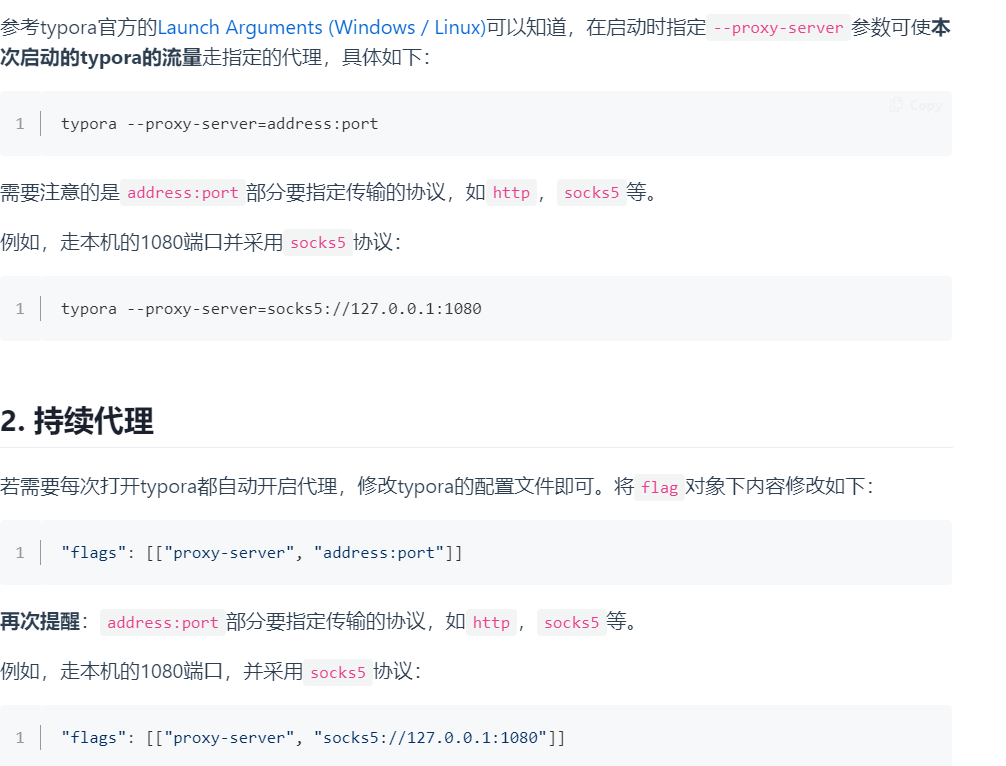 参考typora官方的Launch Arguments (Windows / Linux)可以知道，在启动时指定 --proxy-server 参数可使本
次启动的typora的流量走指定的代理，具体如下：
Copy
1 typora --proxy-server=address:port
需要注意的是 address:port 部分要指定传输的协议，如 http ， socks5 等。
例如，走本机的1080端口并采用 socks5 协议：
1 typora --proxy-server=socks5://127.0.0.1:1080
2. 持续代理
若需要每次打开typora都自动开启代理，修改typora的配置文件即可。将 flag 对象下内容修改如下：
1 "flags": [["proxy-server", "address:port"]]
再次提醒： address:port 部分要指定传输的协议，如 http ， socks5 等。
例如，走本机的1080端口，并采用 socks5 协议：
1 "flags": [["proxy-server", "socks5://127.0.0.1:1080"]]